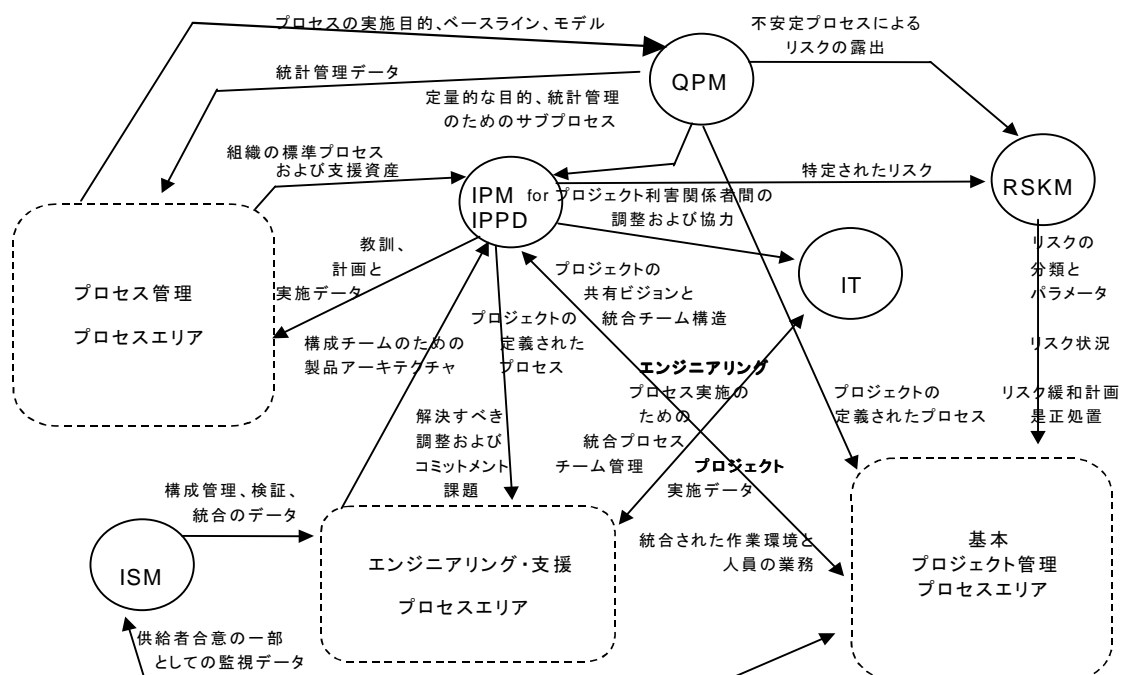 プロセスの実施目的、ベースライン、モデル
不安定プロセスによる
リスクの露出
統計管理データ
QPM
定量的な目的、統計管理
のためのサブプロセス
組織の標準プロセス
および支援資産
特定されたリスク
RSKM
IPM for プロジェクト利害関係者間の
IPPD
調整および協力
教訓、
計画と
実施データ
プロセス管理
プロセスエリア
プロジェクトの
共有ビジョンと
統合チーム構造
IT
リスクの
分類と
パラメータ
リスク状況
リスク緩和計画
是正処置
構成チームのための
製品アーキテクチャ
プロジェクトの
定義された
プロセス
エンジニアリング
プロセス実施の
ための
統合プロセス
チーム管理
プロジェクトの
定義されたプロセス
解決すべき
調整および
コミットメント
課題
プロジェクト
実施データ
構成管理、検証、
統合のデータ
統合された作業環境と
人員の業務
ISM
エンジニアリング・支援
プロセスエリア
基本
プロジェクト管理
プロセスエリア
供給者合意の一部
としての監視データ